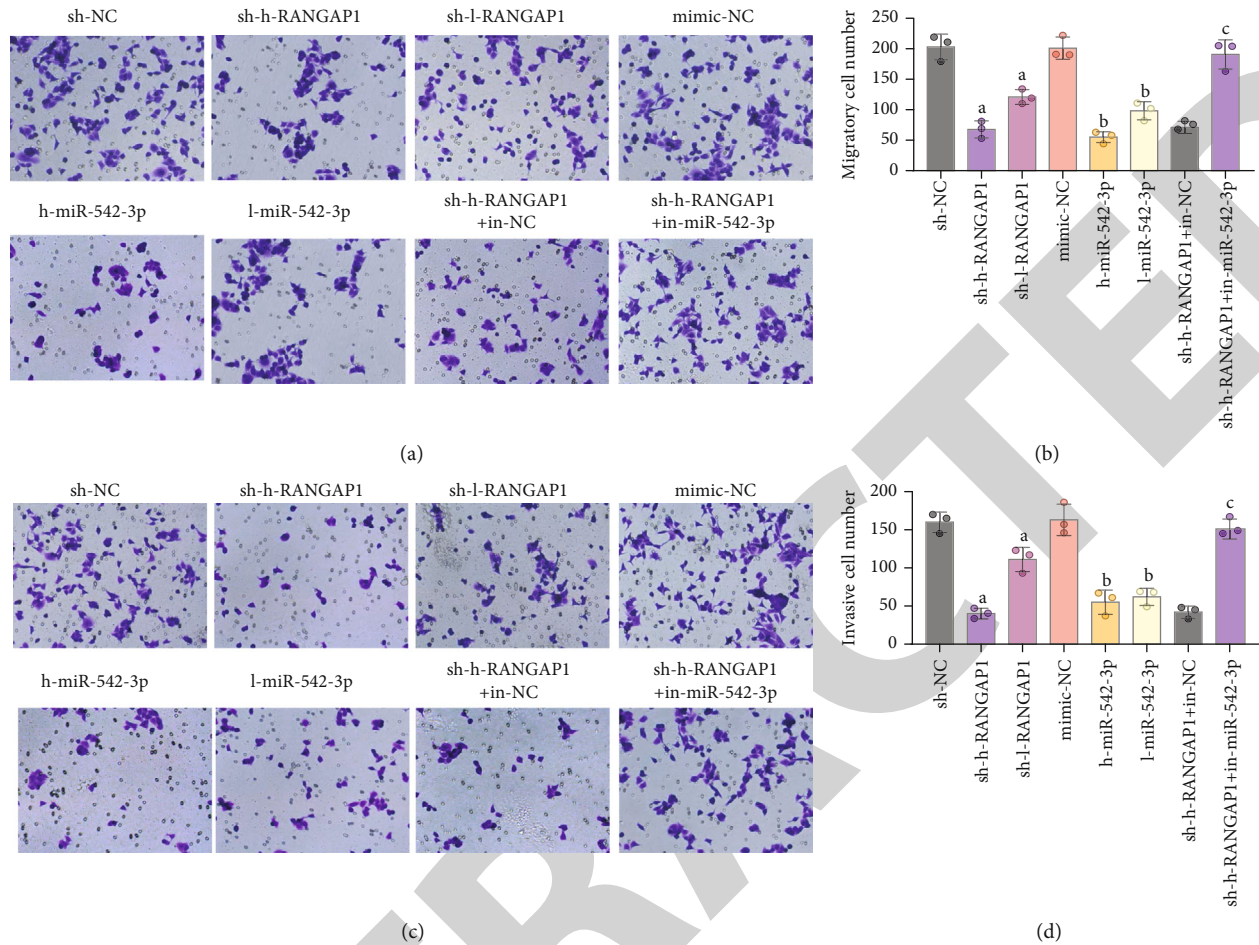 sh-NC
sh-h-RANGAP1
sh-l-RANGAP1
mimic-NC
h-miR-542-3p
l-miR-542-3p
sh-h-RANGAP1
+in-NC
sh-h-RANGAP1
+in-miR-542-3p
(a)
Migratory cell number
250
200
150
100
50
0
a
a
b
b
c
sh-NC
sh-h-RANGAP1
sh-l-RANGAP1
mimic-NC
h-miR-542-3p
l-miR-542-3p
sh-h-RANGAP1+in-NC
sh-h-RANGAP1+in-miR-542-3p
(b)
sh-NC
sh-h-RANGAP1
sh-l-RANGAP1
mimic-NC
h-miR-542-3p
l-miR-542-3p
sh-h-RANGAP1
+in-NC
sh-h-RANGAP1
+in-miR-542-3p
(c)
Invasive cell number
200
150
100
50
0
a
a
b
b
c
sh-NC
sh-h-RANGAP1
sh-l-RANGAP1
mimic-NC
h-miR-542-3p
l-miR-542-3p
sh-h-RANGAP1+in-NC
sh-h-RANGAP1+in-miR-542-3p
(d)